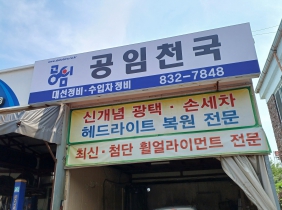 공임
공임천국
대선정비·수입차정비
832-7848
신개념 광택·손세차
헤드라이트 복원 전문
최신·첨단 휠얼라이먼트 전문